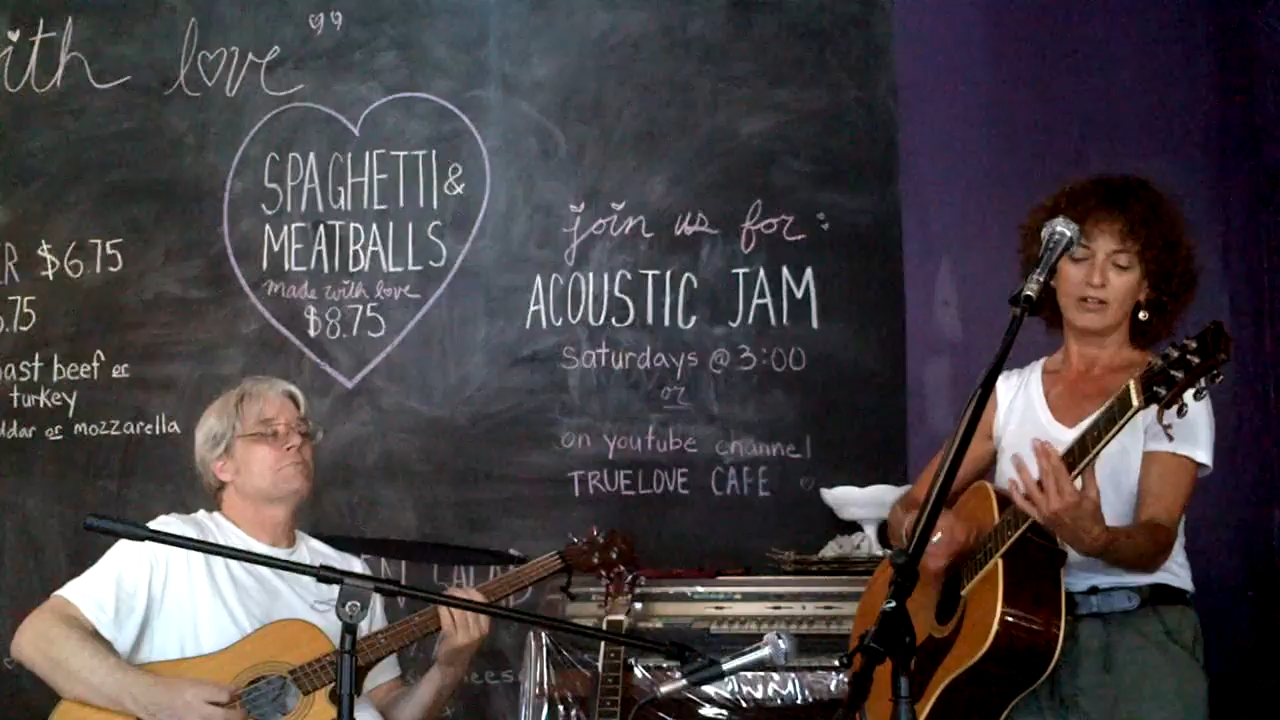 ith love"
SPAGHETTI &
MEATBALLS
made with love
$8.75
R $6.75
.75
ast beef or
turkey
ddar or mozzarella
join us for:
ACOUSTIC JAM
Saturdays @ 3:00
or
on youtube channel
TRUELOVE CAFE